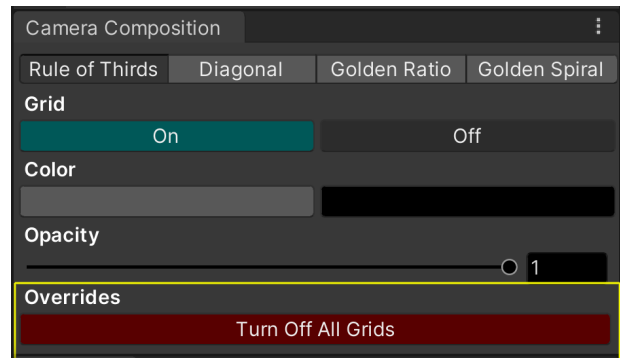 Camera Composition
Rule of Thirds Diagonal Golden Ratio Golden Spiral
Grid
On Off
Color
Opacity
1
Overrides
Turn Off All Grids